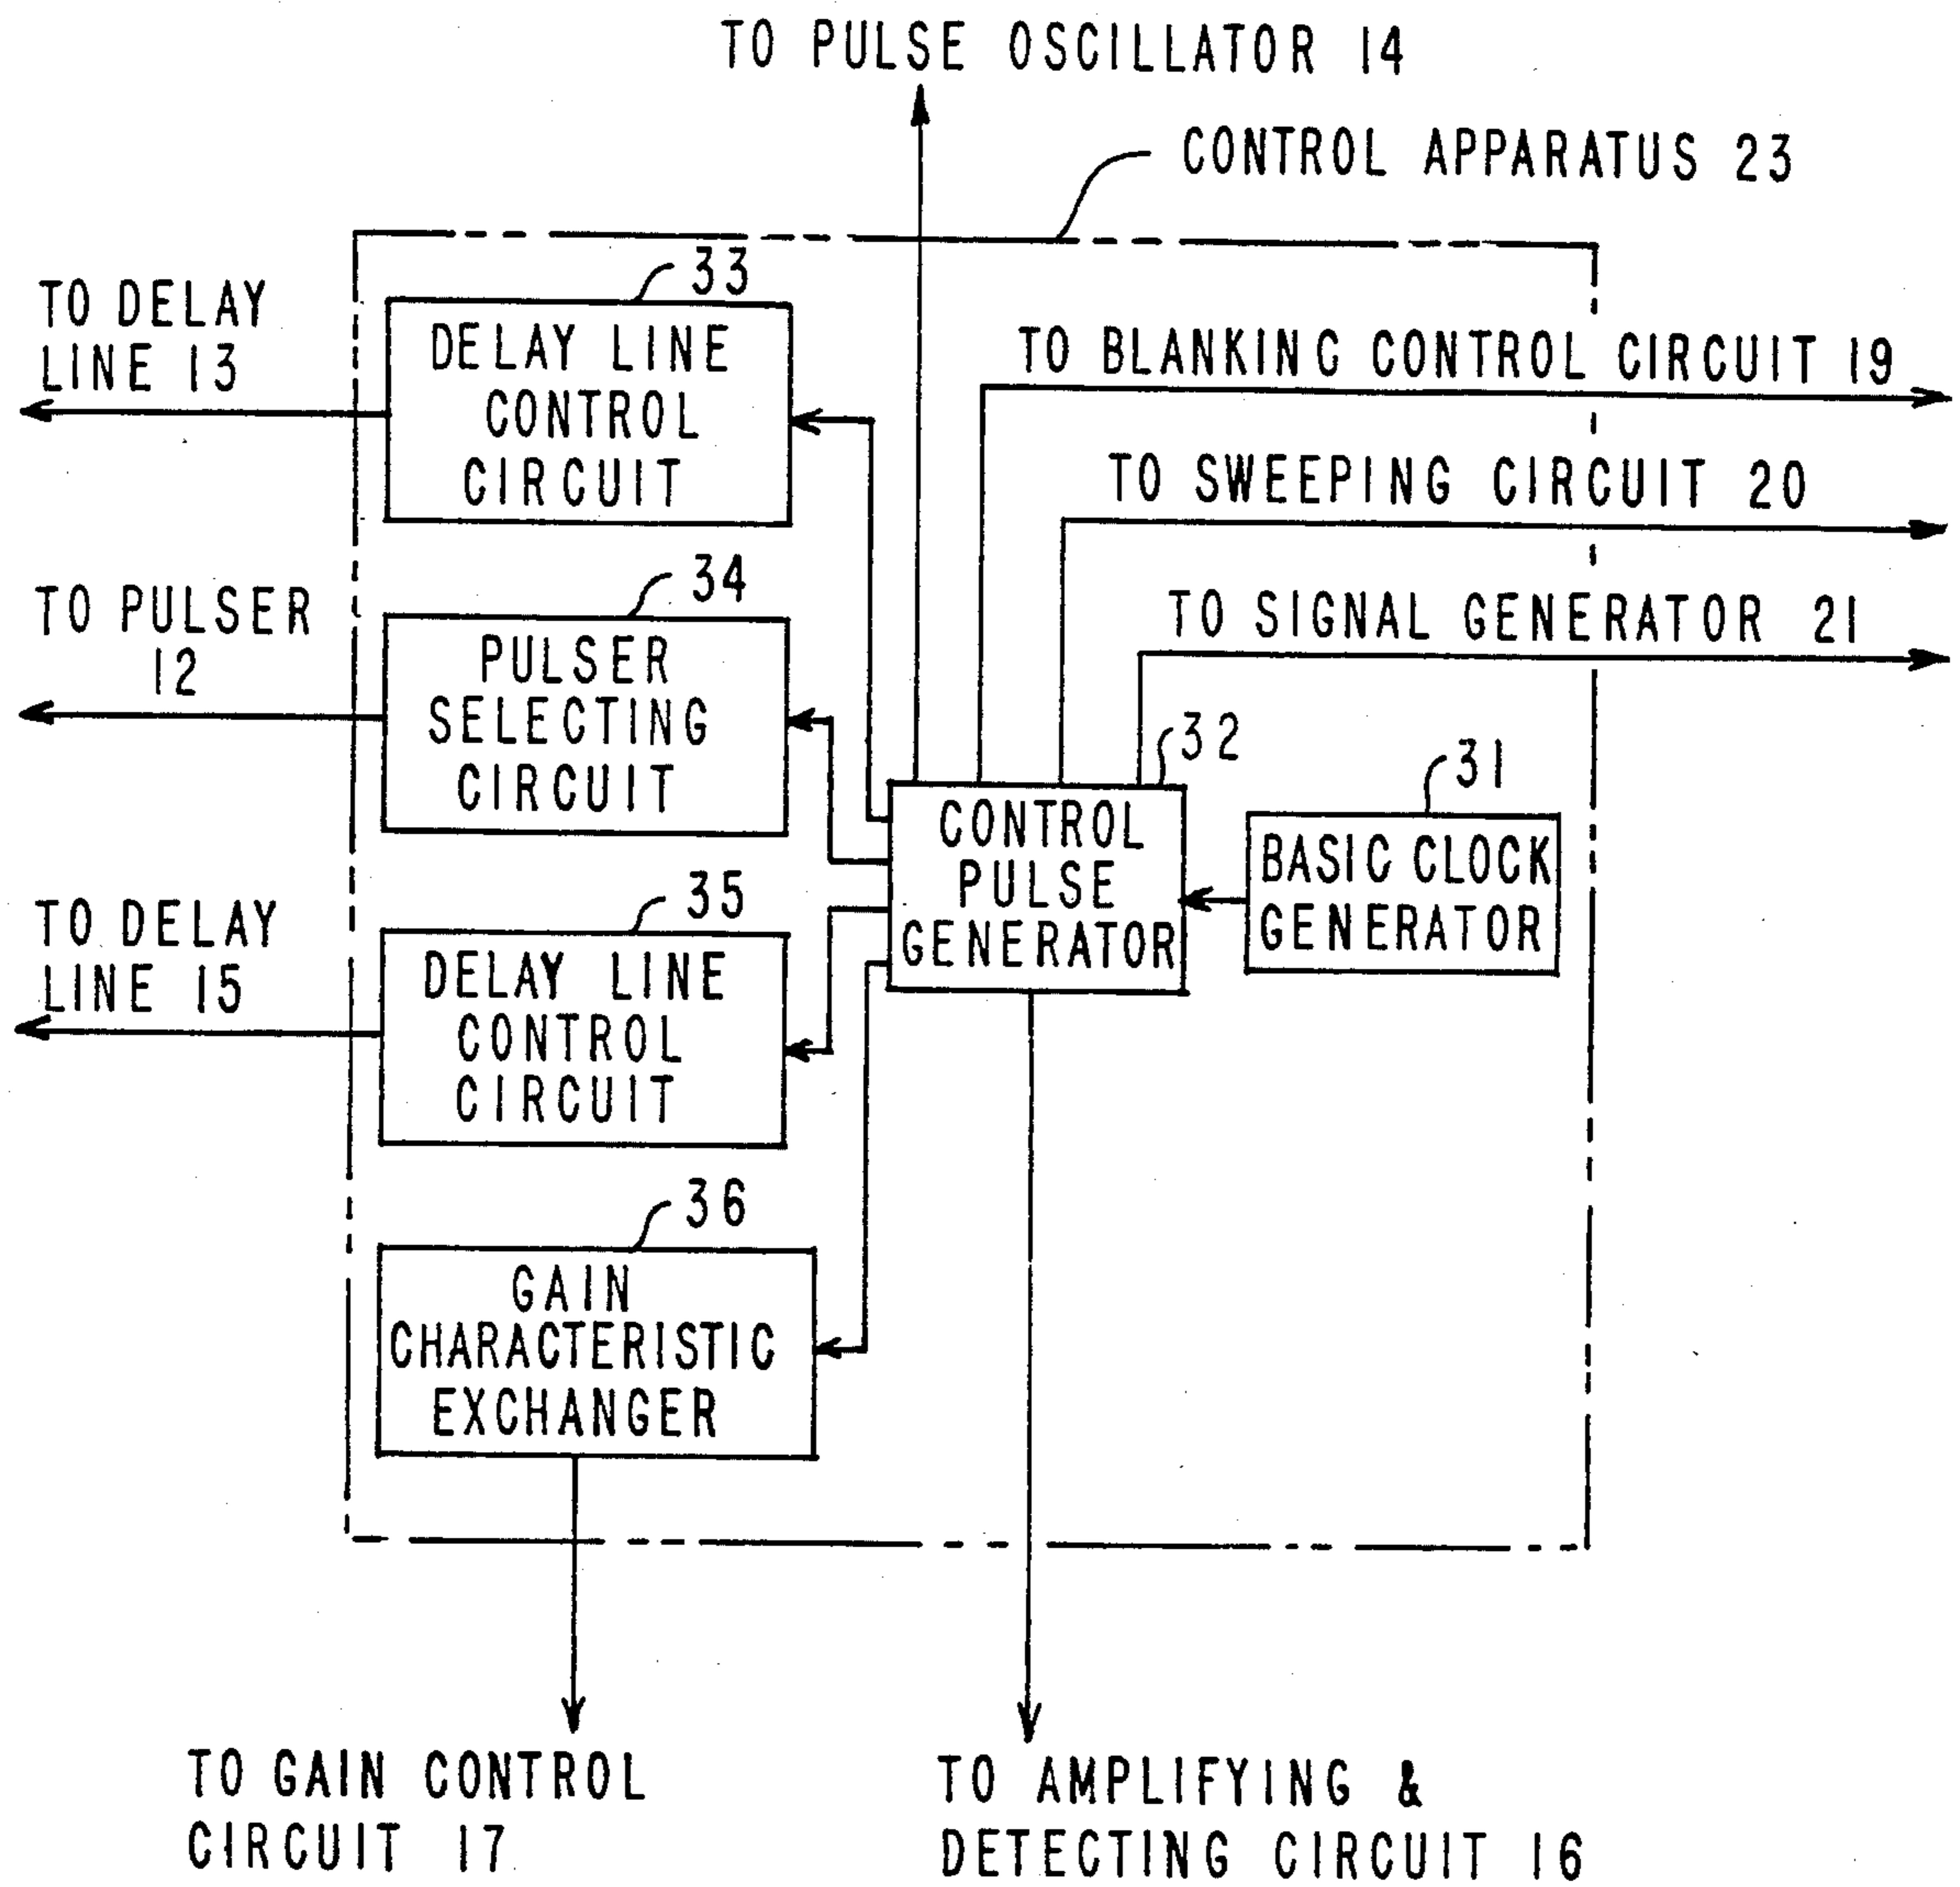 TO PULSE OSCILLATOR 14
CONTROL APPARATUS 23
33
TO DELAY
LINE 13
DELAY LINE
CONTROL
CIRCUIT
TO BLANKING CONTROL CIRCUIT 19
TO SWEEPING CIRCUIT 20
34
TO PULSER
12
PULSER
SELECTING
CIRCUIT
TO SIGNAL GENERATOR 21
32
31
CONTROL
PULSE
GENERATOR
BASIC CLOCK
GENERATOR
35
TO DELAY
LINE 15
DELAY LINE
CONTROL
CIRCUIT
36
GAIN
CHARACTERISTIC
EXCHANGER
TO GAIN CONTROL
CIRCUIT 17
TO AMPLIFYING &
DETECTING CIRCUIT 16